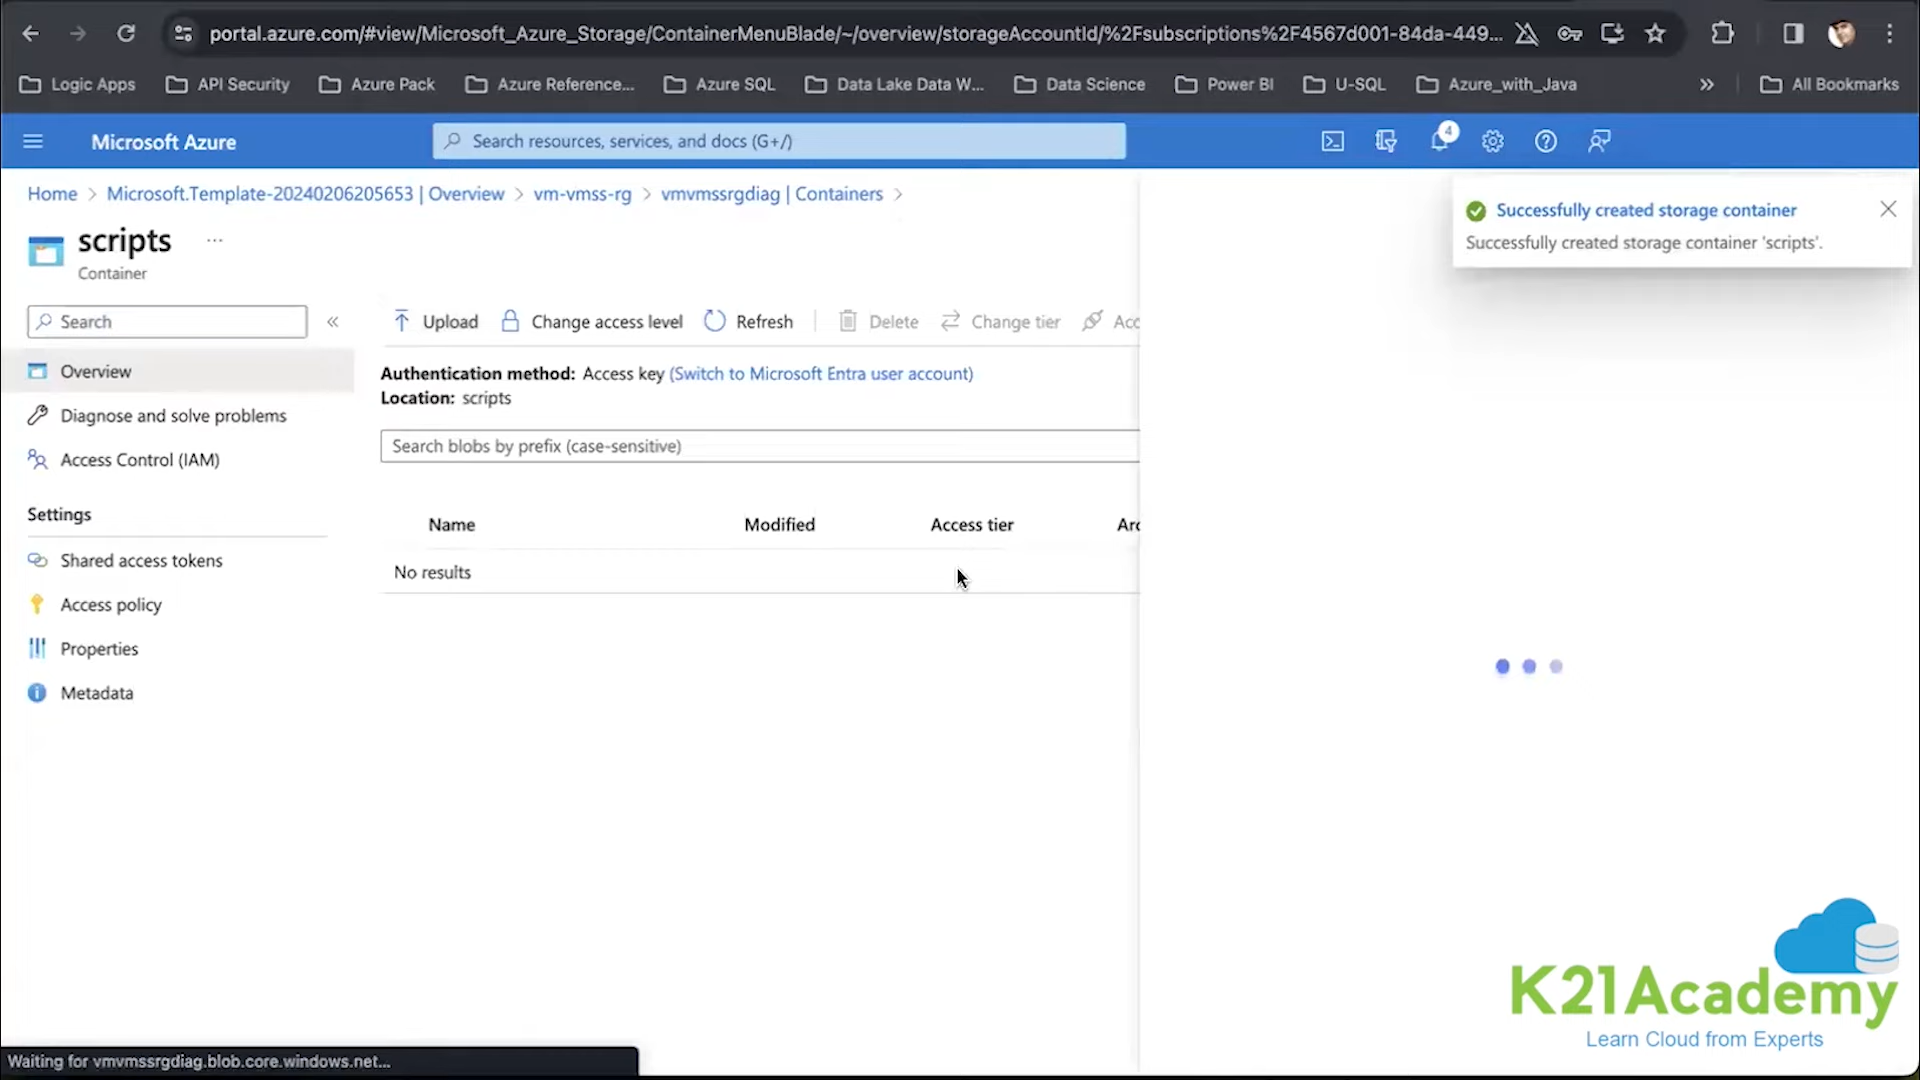 portal.azure.com/#view/Microsoft_Azure_Storage/ContainerMenuBlade/~/overview/storageAccountId/%2Fsubscriptions%2F4567d001-84da-449...
Logic Apps API Security Azure Pack Azure Reference... Azure SQL Data Lake Data W... Data Science Power BI U-SQL Azure_with_Java » All Bookmarks
Microsoft Azure Search resources, services, and docs (G+/) 4
Home > Microsoft.Template-20240206205653 | Overview > vm-vmss-rg > vmvmssrgdiag | Containers >
Successfully created storage container
Successfully created storage container 'scripts'.
scripts ...
Container
Search «
Overview
Diagnose and solve problems
Access Control (IAM)
Settings
Shared access tokens
Access policy
Properties
Metadata
Upload Change access level Refresh Delete Change tier Acc
Authentication method: Access key (Switch to Microsoft Entra user account)
Location: scripts
Search blobs by prefix (case-sensitive)
Name Modified Access tier Arc
No results
K21Academy
Learn Cloud from Experts
Waiting for vmvmssrgdiag.blob.core.windows.net...